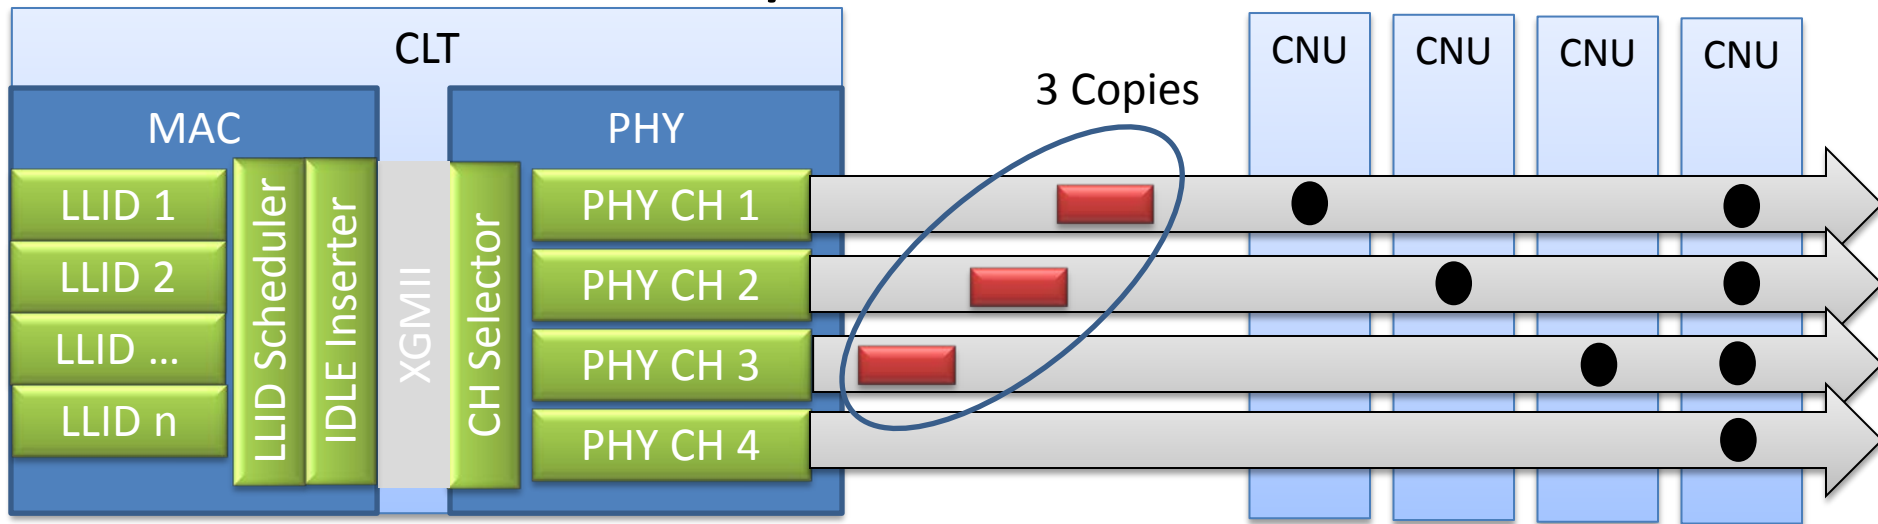 CLT
MAC
PHY
LLID 1
LLID 2
LLID ...
LLID n
LLID Scheduler
IDLE Inserter
XGMII
CH Selector
PHY CH 1
PHY CH 2
PHY CH 3
PHY CH 4
3 Copies
CNU
CNU
CNU
CNU